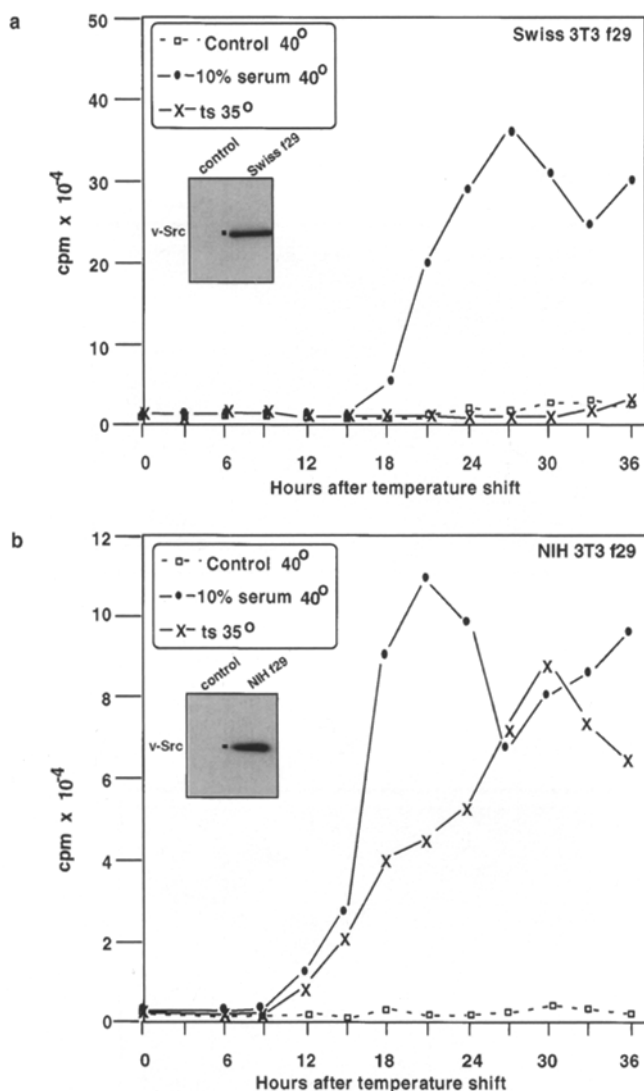 a
Swiss 3T3 f29
Control 40°
10% serum 40°
ts 35°
control
Swiss f29
v-Src
cpm x 10⁻⁴
50
40
30
20
10
0
0 6 12 18 24 30 36
Hours after temperature shift
b
NIH 3T3 f29
Control 40°
10% serum 40°
ts 35°
control
NIH f29
v-Src
cpm x 10⁻⁴
12
10
8
6
4
2
0
0 6 12 18 24 30 36
Hours after temperature shift